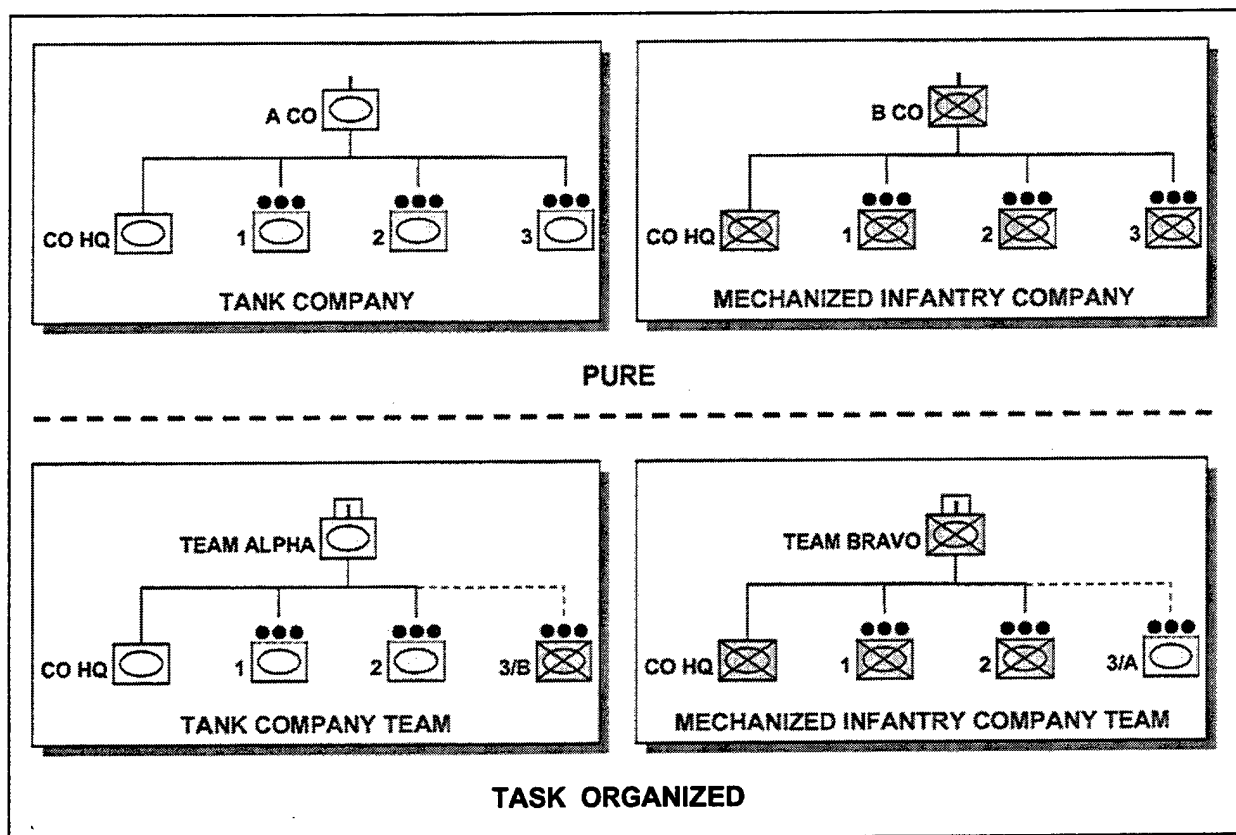 A CO
CO HQ
1
2
3
TANK COMPANY
B CO
CO HQ
1
2
3
MECHANIZED INFANTRY COMPANY
PURE
TEAM ALPHA
CO HQ
1
2
3/B
TANK COMPANY TEAM
TEAM BRAVO
CO HQ
1
2
3/A
MECHANIZED INFANTRY COMPANY TEAM
TASK ORGANIZED